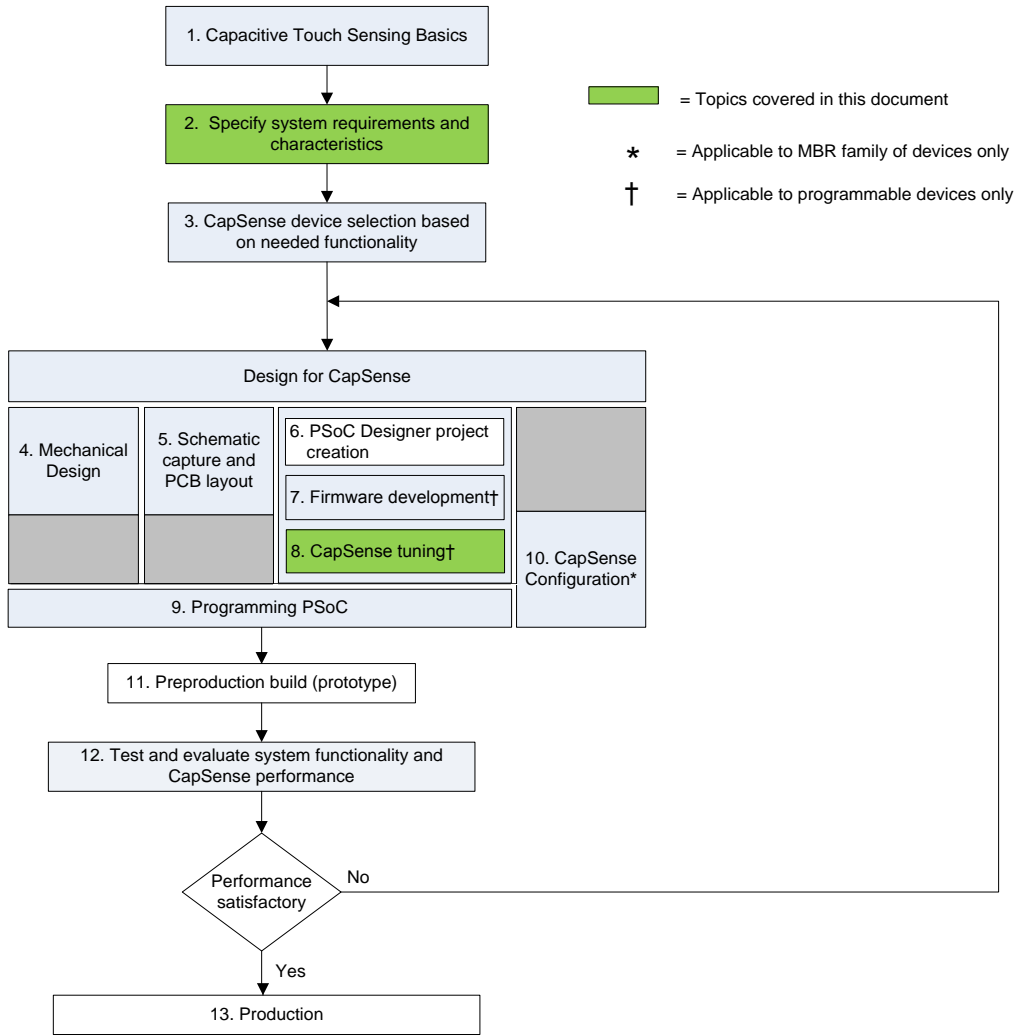 1. Capacitive Touch Sensing Basics
= Topics covered in this document
2. Specify system requirements and
characteristics
* = Applicable to MBR family of devices only
† = Applicable to programmable devices only
3. CapSense device selection based
on needed functionality
Design for CapSense
4. Mechanical
Design
5. Schematic
capture and
PCB layout
6. PSoC Designer project
creation
7. Firmware development†
8. CapSense tuning†
10. CapSense
Configuration*
9. Programming PSoC
11. Preproduction build (prototype)
12. Test and evaluate system functionality and
CapSense performance
Performance
satisfactory
No
Yes
13. Production